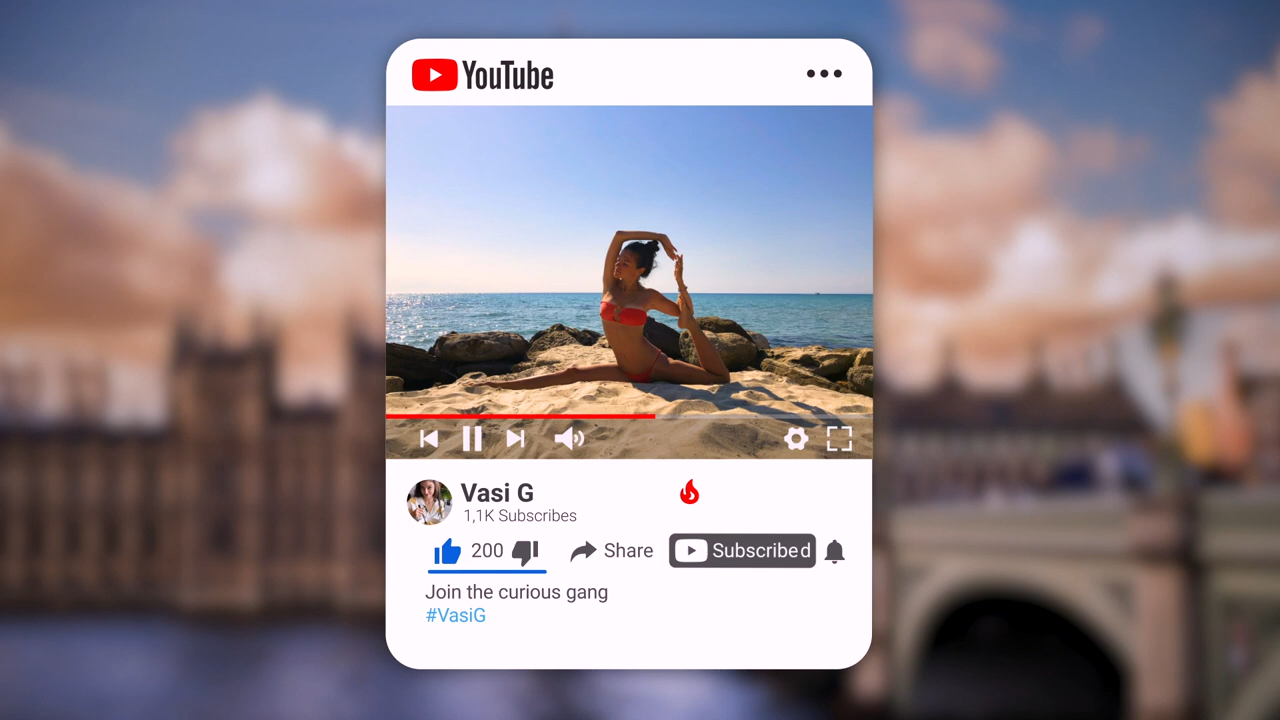 YouTube
Vasi G
1,1K Subscribes
200
Share
Subscribed
Join the curious gang
#VasiG